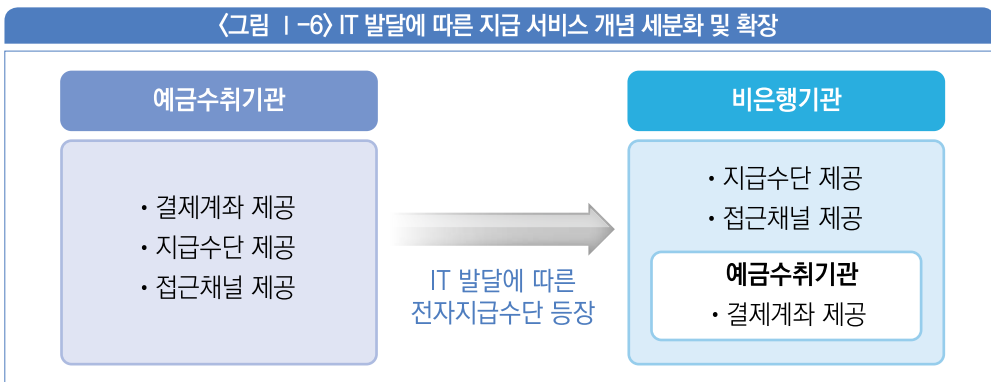 〈그림 Ⅰ-6〉 IT 발달에 따른 지급 서비스 개념 세분화 및 확장
예금수취기관
• 결제계좌 제공
• 지급수단 제공
• 접근채널 제공
IT 발달에 따른
전자지급수단 등장
비은행기관
• 지급수단 제공
• 접근채널 제공
예금수취기관
• 결제계좌 제공